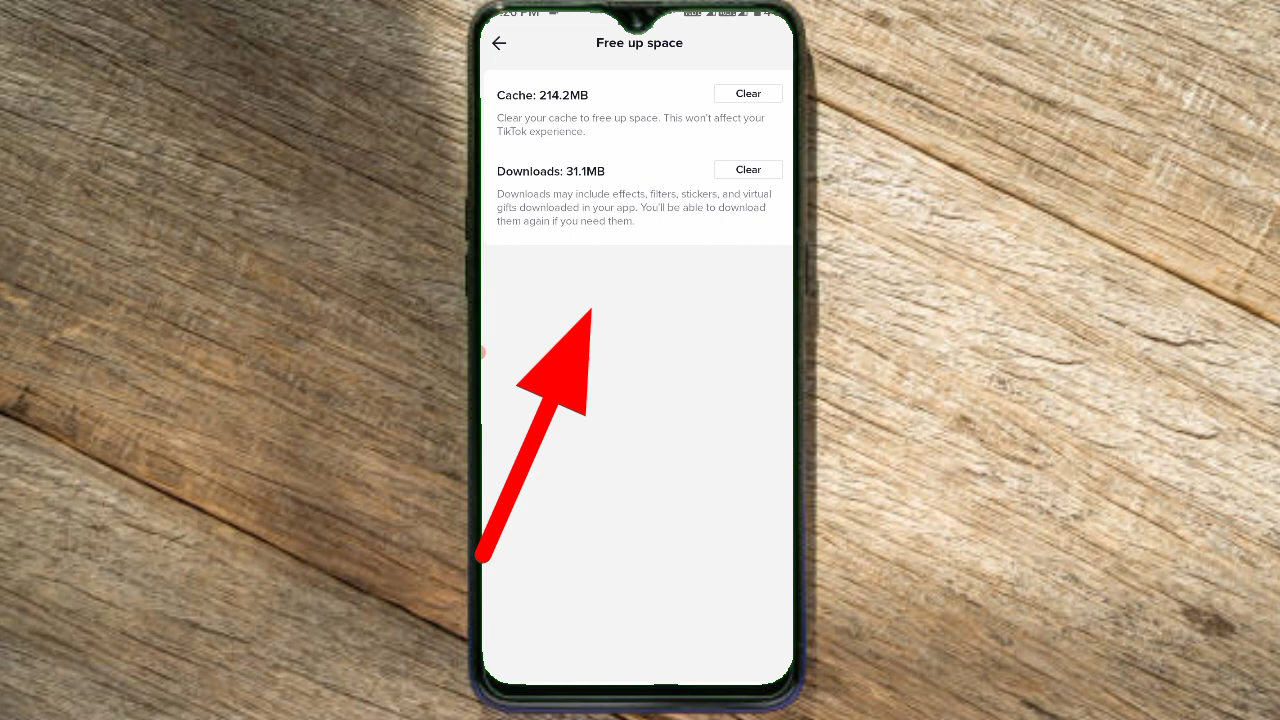 Free up space
Cache: 214.2MB
Clear
Clear your cache to free up space. This won't affect your
TikTok experience.
Downloads: 31.1MB
Clear
Downloads may include effects, filters, stickers, and virtual
gifts downloaded in your app. You'll be able to download
them again if you need them.